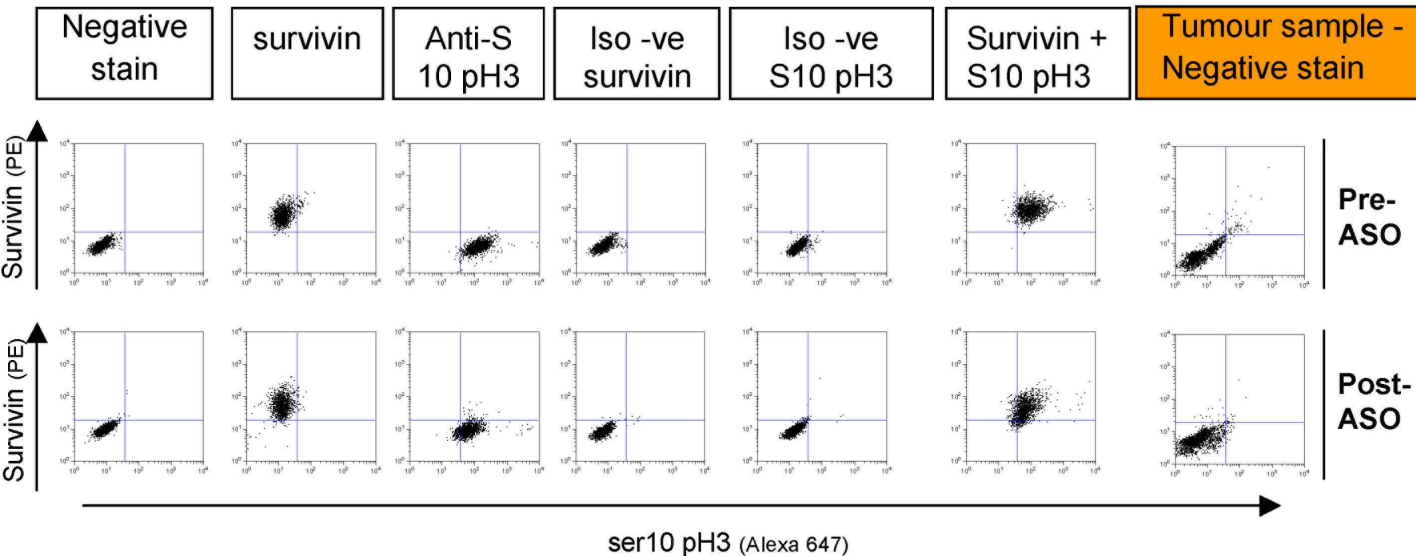 Negative
stain
survivin
Anti-S
10 pH3
Iso -ve
survivin
Iso -ve
S10 pH3
Survivin +
S10 pH3
Tumour sample -
Negative stain
Survivin (PE)
Pre-
ASO
Survivin (PE)
Post-
ASO
ser10 pH3 (Alexa 647)